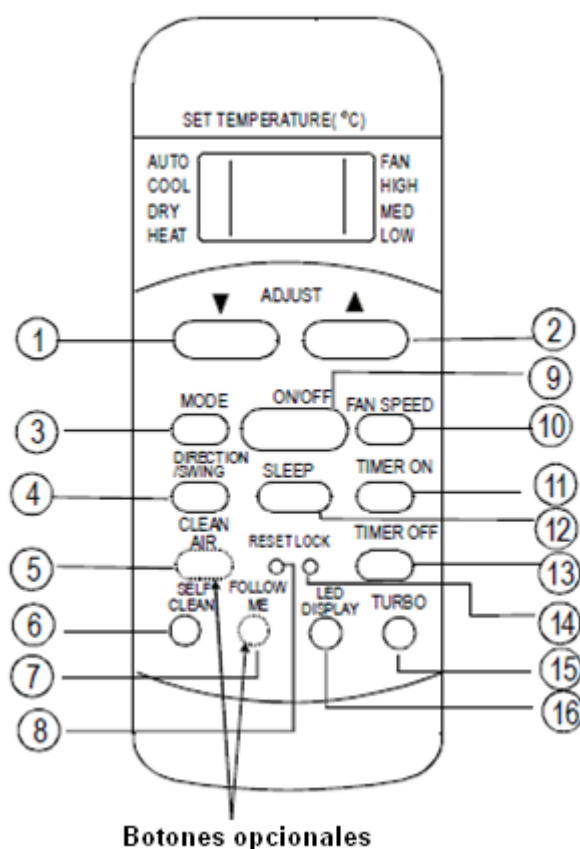 SET TEMPERATURE(°C)
AUTO
COOL
DRY
HEAT
FAN
HIGH
MED
LOW
▼ ADJUST ▲
1
2
9
MODE
ON/OFF
FAN SPEED
3
10
DIRECTION
/SWING
SLEEP
TIMER ON
4
11
12
CLEAN
AIR
RESET LOCK
TIMER OFF
5
13
SELF
CLEAN
FOLLOW
ME
LED
DISPLAY
TURBO
6
14
7
15
8
16
Botones opcionales